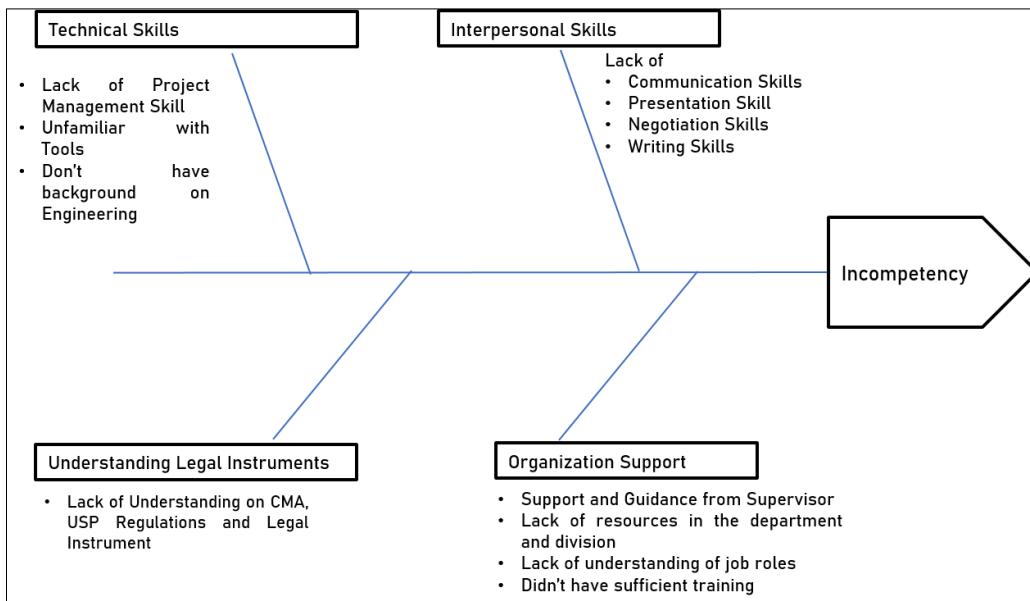 Technical Skills
• Lack of Project
Management Skill
• Unfamiliar with
Tools
• Don't have
background on
Engineering
Interpersonal Skills
Lack of
• Communication Skills
• Presentation Skill
• Negotiation Skills
• Writing Skills
Incompetency
Understanding Legal Instruments
• Lack of Understanding on CMA,
USP Regulations and Legal
Instrument
Organization Support
• Support and Guidance from Supervisor
• Lack of resources in the department
and division
• Lack of understanding of job roles
• Didn't have sufficient training